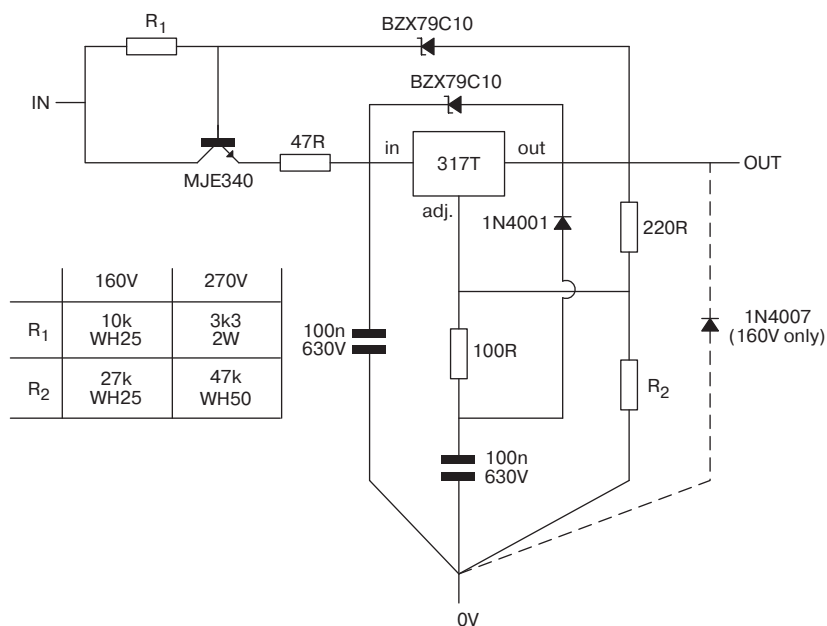 R1
BZX79C10
BZX79C10
IN
47R
in
317T
out
OUT
MJE340
adj.
1N4001
220R
160V 270V
R1 10k WH25 3k3 2W
R2 27k WH25 47k WH50
100n
630V
100R
1N4007
(160V only)
R2
100n
630V
0V